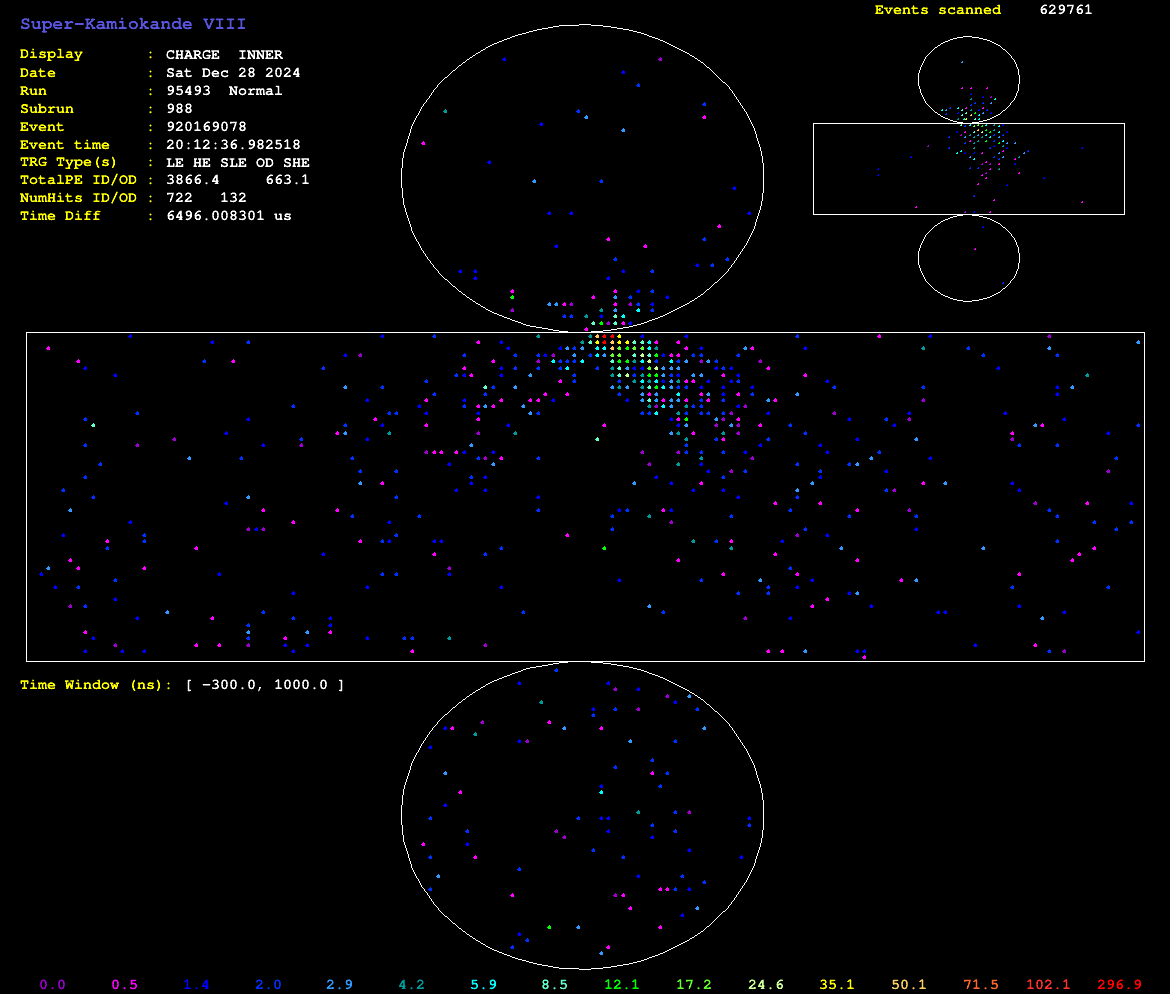 Super-Kamiokande VIII
Events scanned 629761
Display : CHARGE INNER
Date : Sat Dec 28 2024
Run : 95493 Normal
Subrun : 988
Event : 920169078
Event time : 20:12:36.982518
TRG Type(s) : LE HE SLE OD SHE
TotalPE ID/OD : 3866.4 663.1
NumHits ID/OD : 722 132
Time Diff : 6496.008301 us
Time Window (ns): [ −300.0, 1000.0 ]
0.0 0.5 1.4 2.0 2.9 4.2 5.9 8.5 12.1 17.2 24.6 35.1 50.1 71.5 102.1 296.9